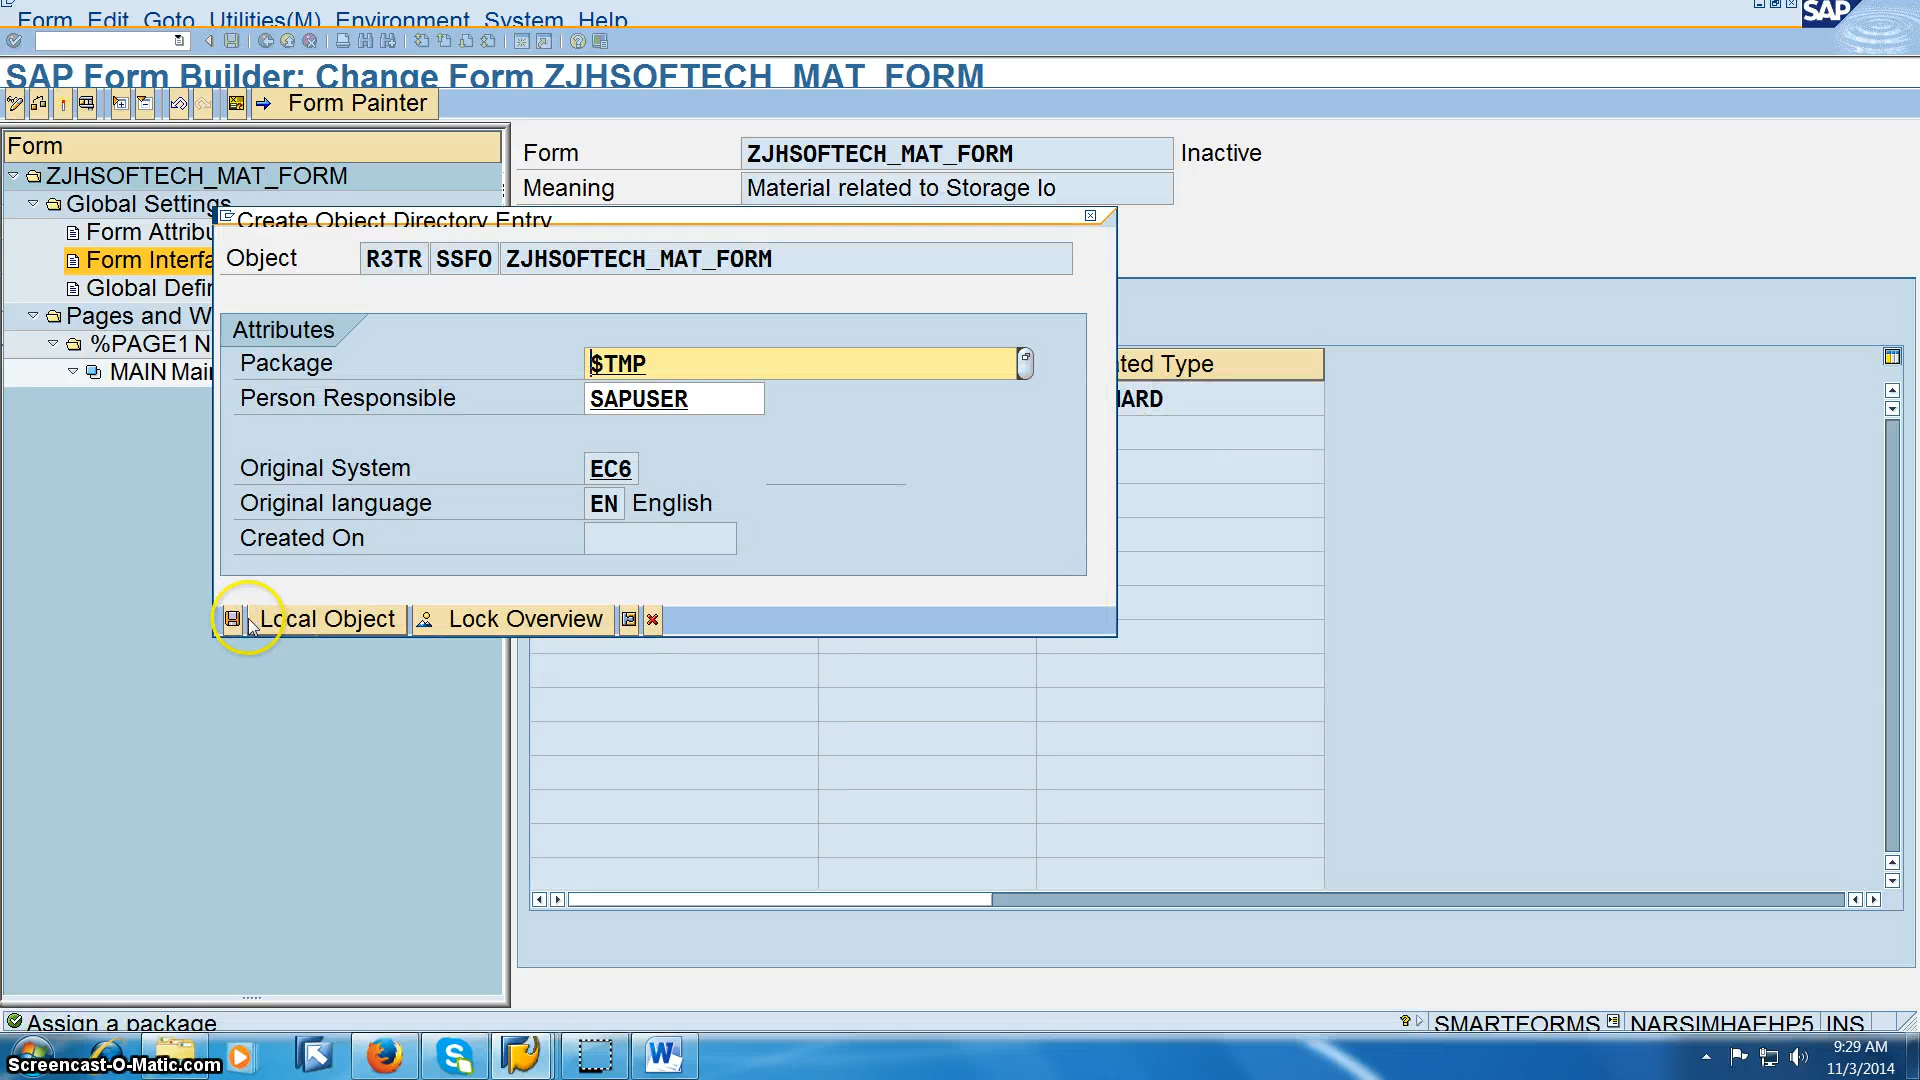 Form Edit Goto Utilities(M) Environment System Help
SAP
SAP Form Builder: Change Form ZJHSOFTECH_MAT_FORM
Form Painter
Form
ZJHSOFTECH_MAT_FORM
Global Settings
Form Attribu
Form Interfa
Global Defin
Pages and W
%PAGE1 N
MAIN Mai
Form ZJHSOFTECH_MAT_FORM Inactive
Meaning Material related to Storage lo
Create Object Directory Entry
Object R3TR SSFO ZJHSOFTECH_MAT_FORM
Attributes
Package $TMP
Person Responsible SAPUSER
Original System EC6
Original language EN English
Created On
Local Object Lock Overview
ted Type
ARD
Assign a package
SMARTFORMS NARSIMHAEHP5 INS
Screencast-O-Matic.com
9:29 AM
11/3/2014